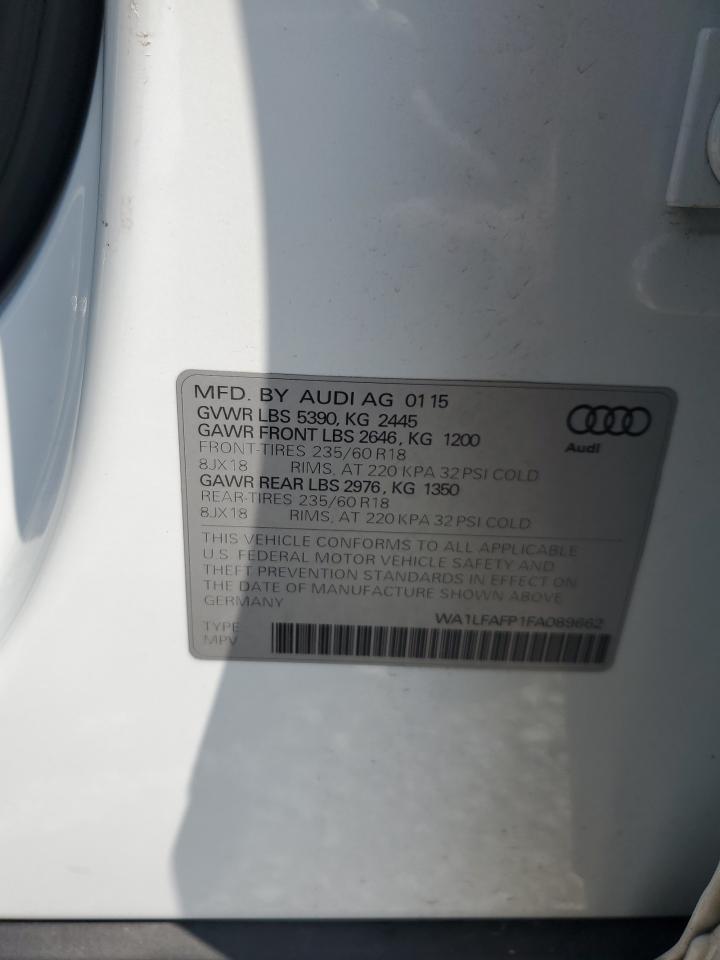 MFD. BY AUDI AG 01 15
GVWR LBS 5390, KG 2445
GAWR FRONT LBS 2646, KG 1200
FRONT-TIRES 235/60 R18
8JX18 RIMS, AT 220 KPA 32 PSI COLD
GAWR REAR LBS 2976, KG 1350
REAR-TIRES 235/60 R18
8JX18 RIMS, AT 220 KPA 32 PSI COLD
Audi
THIS VEHICLE CONFORMS TO ALL APPLICABLE
U.S. FEDERAL MOTOR VEHICLE SAFETY AND
THEFT PREVENTION STANDARDS IN EFFECT ON
THE DATE OF MANUFACTURE SHOWN ABOVE
GERMANY
WA1LFAFP1FA089662
TYPE
MPV